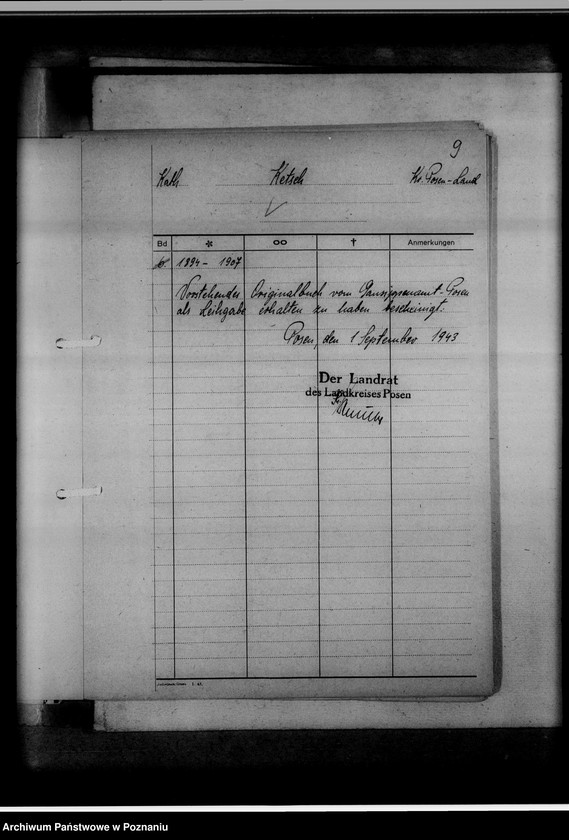 9
Kath Ketsch Kr. Posen-Land
Bd * ∞ † Anmerkungen
1894 - 1907
Vorstehendes Originalbuch vom Gausippenamt-Posen
als Leihgabe erhalten zu haben bescheinigt.
Posen, den 1 September 1943
Der Landrat
des Landkreises Posen
Archiwum Państwowe w Poznaniu